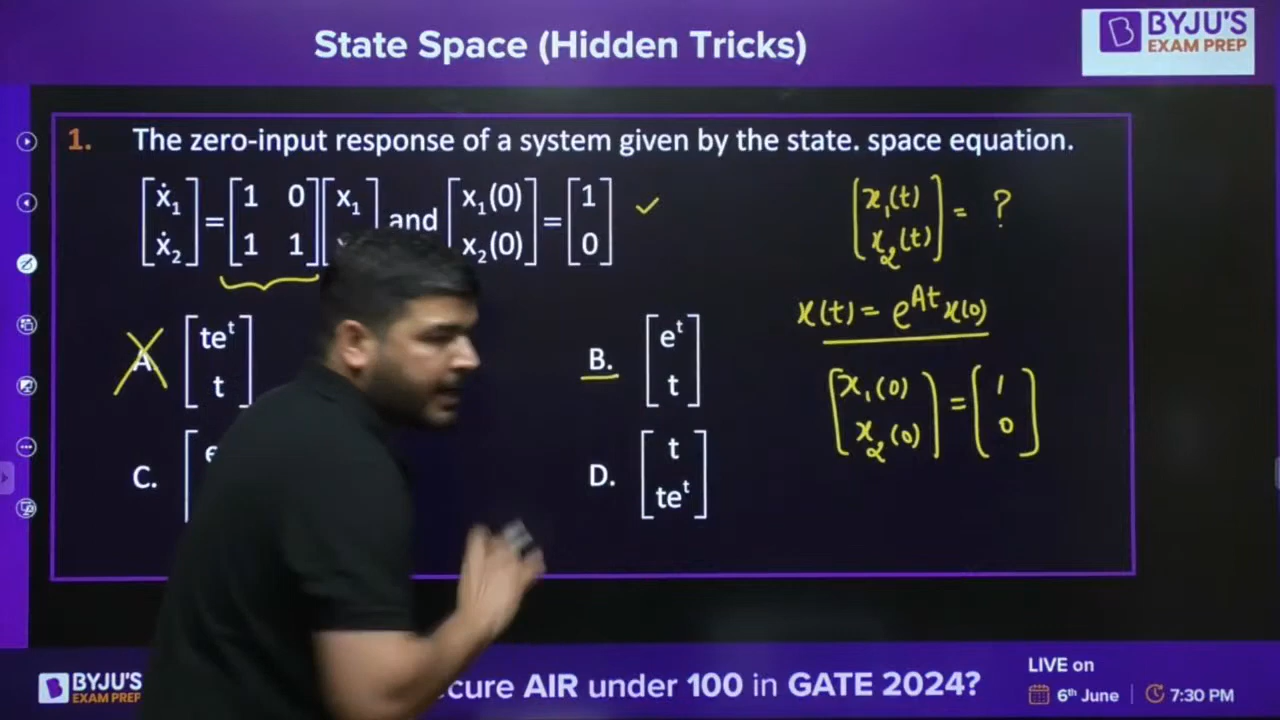 State Space (Hidden Tricks)
BYJU'S
EXAM PREP
1. The zero-input response of a system given by the state. space equation.
[ẋ₁ ẋ₂] = [1 0 1 1] [x₁ and [x₁(0) x₂(0)] = [1 0] ✓
[x₁(t) x₂(t)] = ?
x(t) = e^{At} x(0)
A. [te^t t]
B. [e^t t]
[x₁(0) x₂(0)] = [1 0]
C. [e
D. [t te^t]
BYJU'S
EXAM PREP
cure AIR under 100 in GATE 2024?
LIVE on
6th June | 7:30 PM